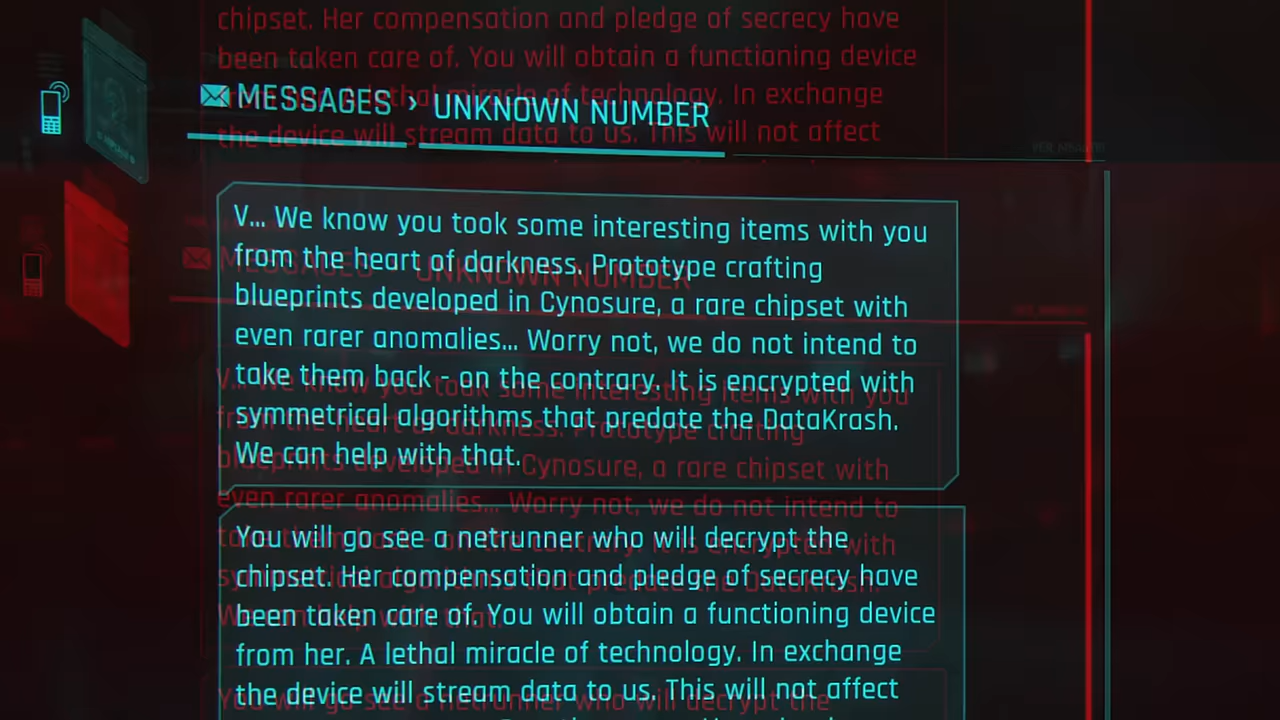 chipset. Her compensation and pledge of secrecy have
been taken care of. You will obtain a functioning device
lethal miracle of technology. In exchange
the device will stream data to us. This will not affect
MESSAGES › UNKNOWN NUMBER
V... We know you took some interesting items with you
from the heart of darkness. Prototype crafting
blueprints developed in Cynosure, a rare chipset with
even rarer anomalies... Worry not, we do not intend to
take them back - on the contrary. It is encrypted with
symmetrical algorithms that predate the DataKrash.
We can help with that.
You will go see a netrunner who will decrypt the
chipset. Her compensation and pledge of secrecy have
been taken care of. You will obtain a functioning device
from her. A lethal miracle of technology. In exchange
the device will stream data to us. This will not affect